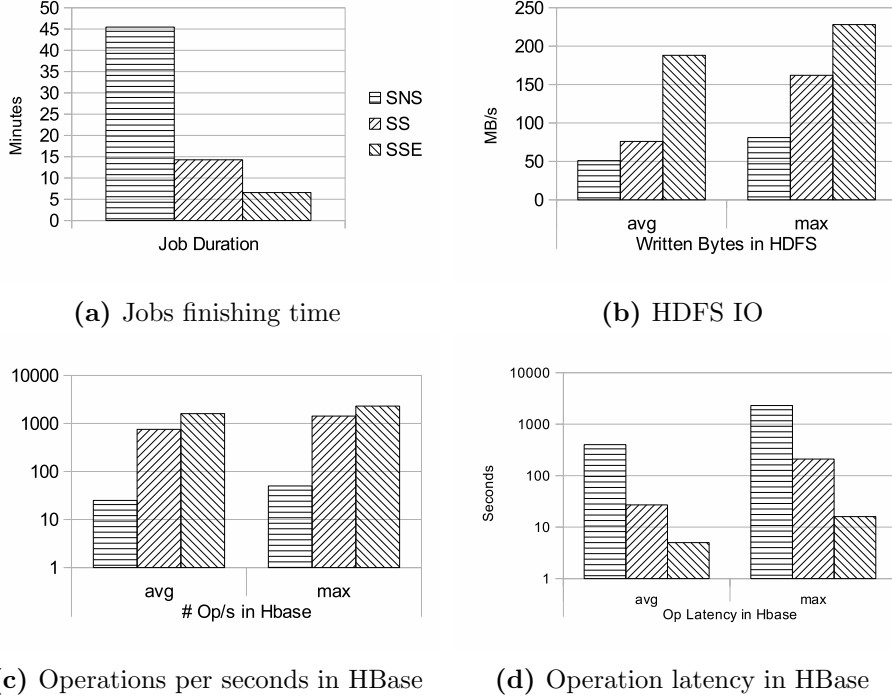 50
45
40
35
30
25
20
15
10
5
0
Minutes
Job Duration
SNS
SS
SSE
(a) Jobs finishing time
250
200
150
100
50
0
MB/s
avg max
Written Bytes in HDFS
(b) HDFS IO
10000
1000
100
10
1
avg max
# Op/s in Hbase
(c) Operations per seconds in HBase
10000
1000
100
10
1
Seconds
avg max
Op Latency in Hbase
(d) Operation latency in HBase